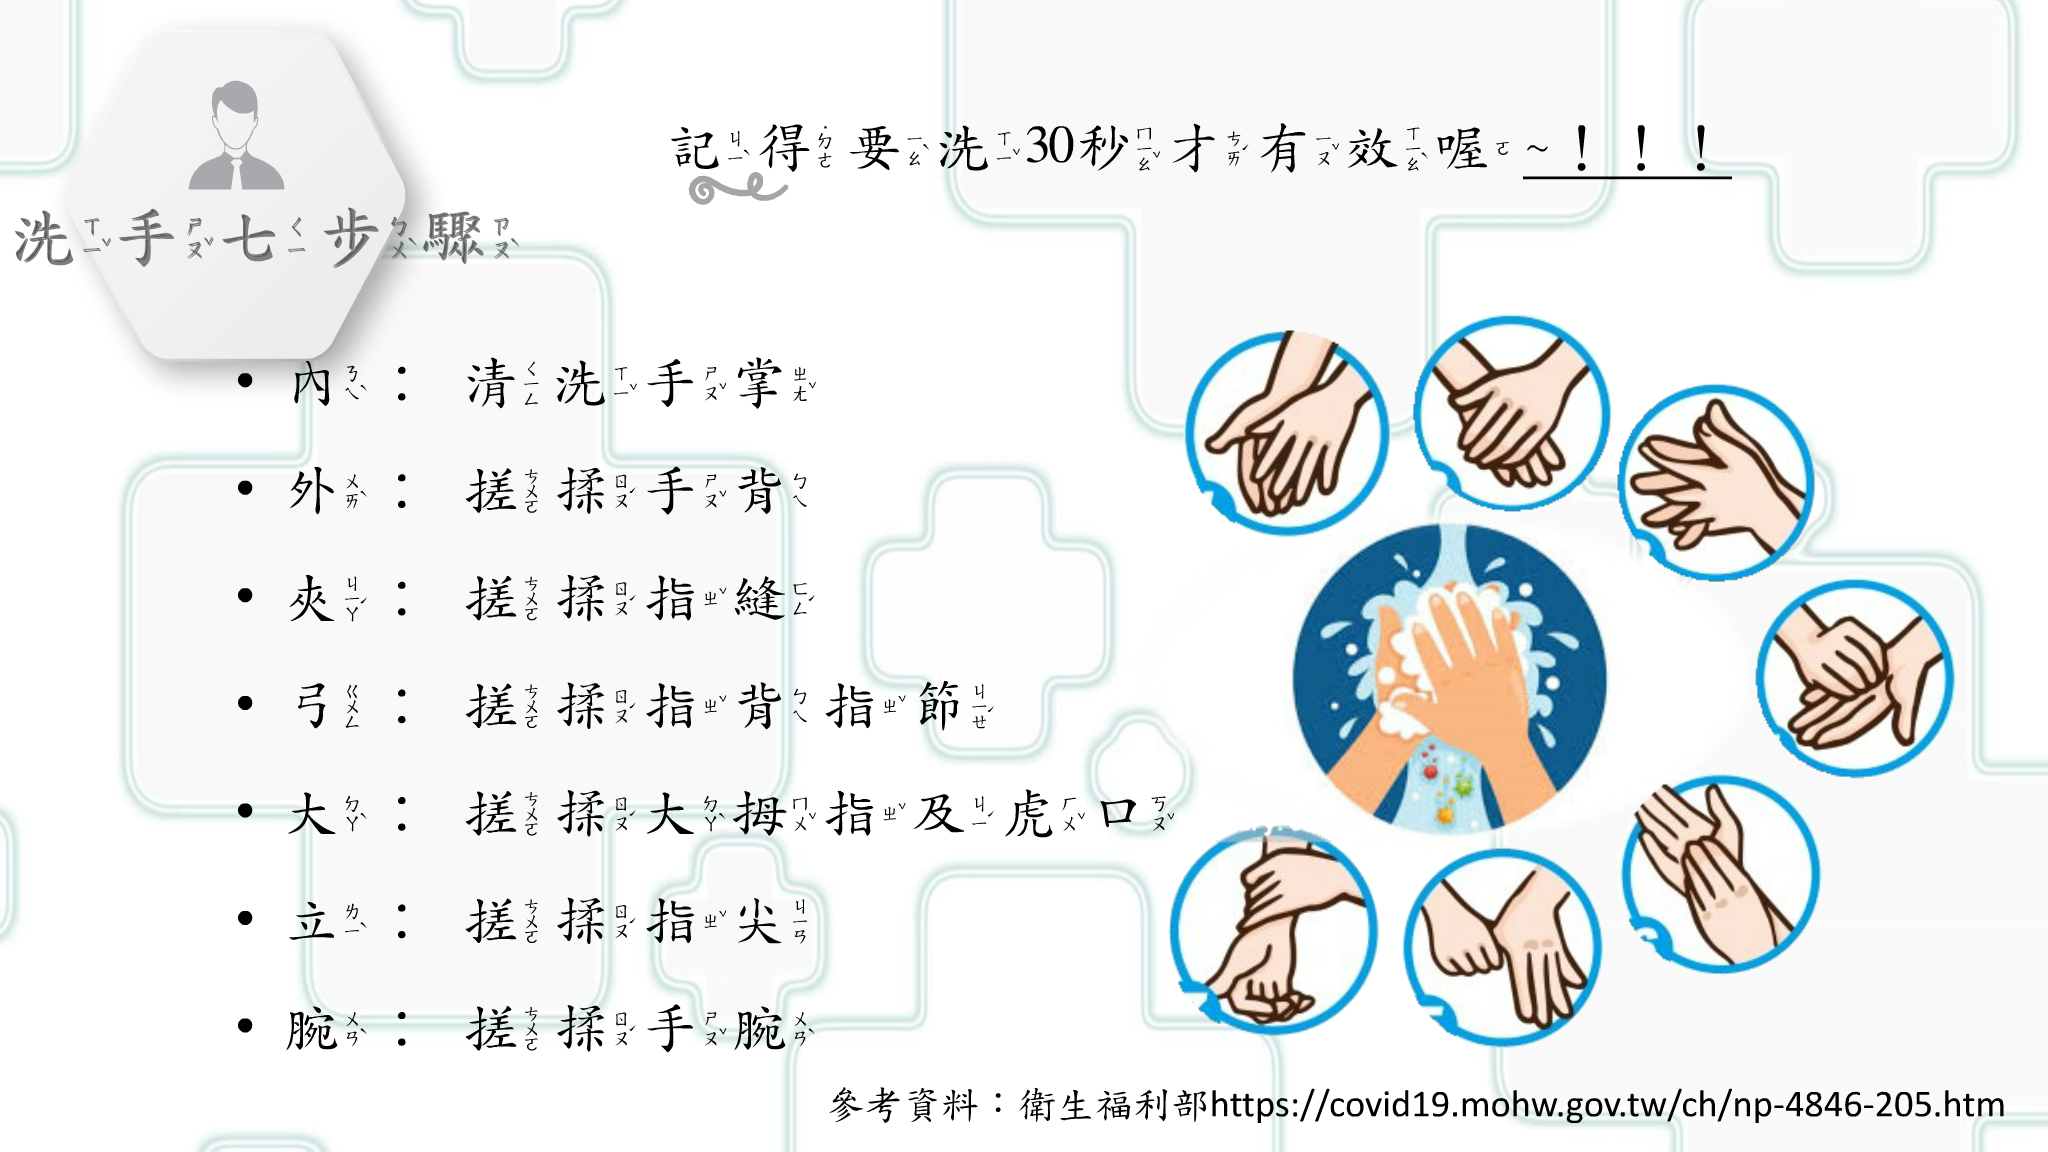 記得要洗30秒才有效喔~！！！
洗手七步驟
• 內： 清洗手掌
• 外： 搓揉手背
• 夾： 搓揉指縫
• 弓： 搓揉指背指節
• 大： 搓揉大拇指及虎口
• 立： 搓揉指尖
• 腕： 搓揉手腕
參考資料：衛生福利部https://covid19.mohw.gov.tw/ch/np-4846-205.htm